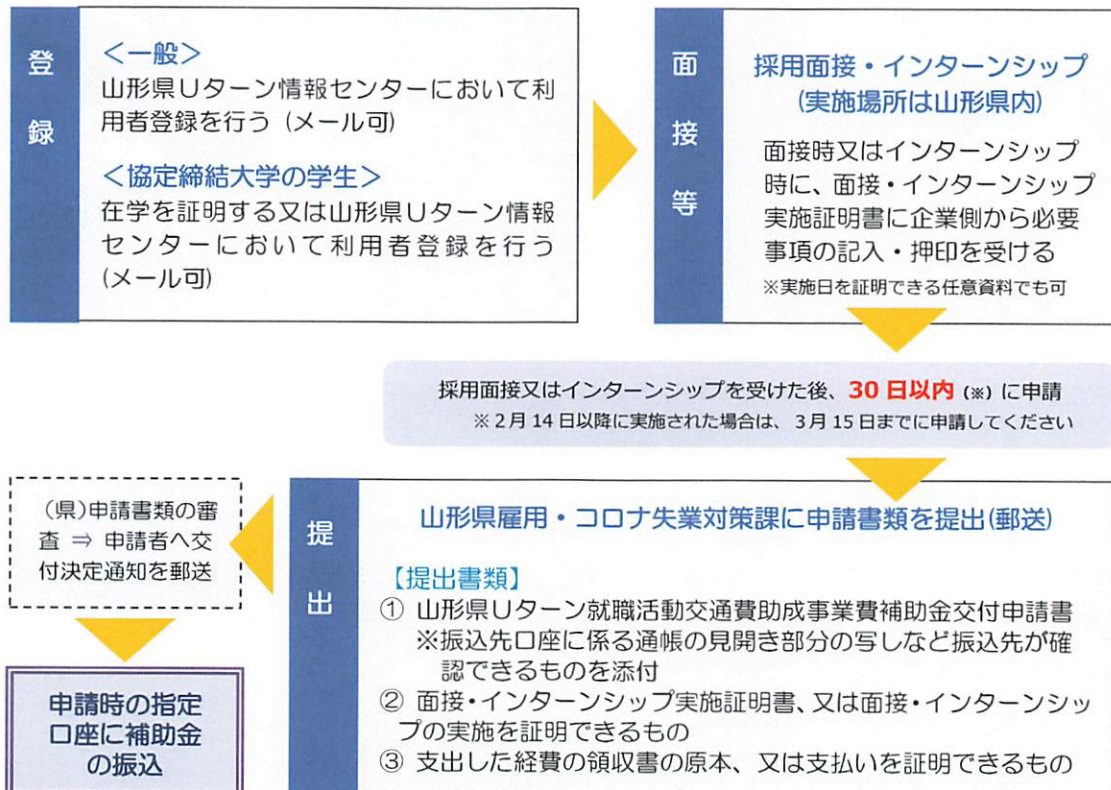 登録
＜一般＞
山形県Uターン情報センターにおいて利
用者登録を行う（メール可）
＜協定締結大学の学生＞
在学を証明する又は山形県Uターン情報
センターにおいて利用者登録を行う
（メール可）
面接等
採用面接・インターンシップ
（実施場所は山形県内）
面接時又はインターンシップ
時に、面接・インターンシップ
実施証明書に企業側から必要
事項の記入・押印を受ける
※実施日を証明できる任意資料でも可
採用面接又はインターンシップを受けた後、30日以内（※）に申請
※2月14日以降に実施された場合は、3月15日までに申請してください
提出
山形県雇用・コロナ失業対策課に申請書類を提出（郵送）
【提出書類】
① 山形県Uターン就職活動交通費助成事業費補助金交付申請書
※振込先口座に係る通帳の見開き部分の写しなど振込先が確
認できるものを添付
② 面接・インターンシップ実施証明書、又は面接・インターンシッ
プの実施を証明できるもの
③ 支出した経費の領収書の原本、又は支払いを証明できるもの
（県）申請書類の審
査 ⇒ 申請者へ交
付決定通知を郵送
申請時の指定
口座に補助金
の振込